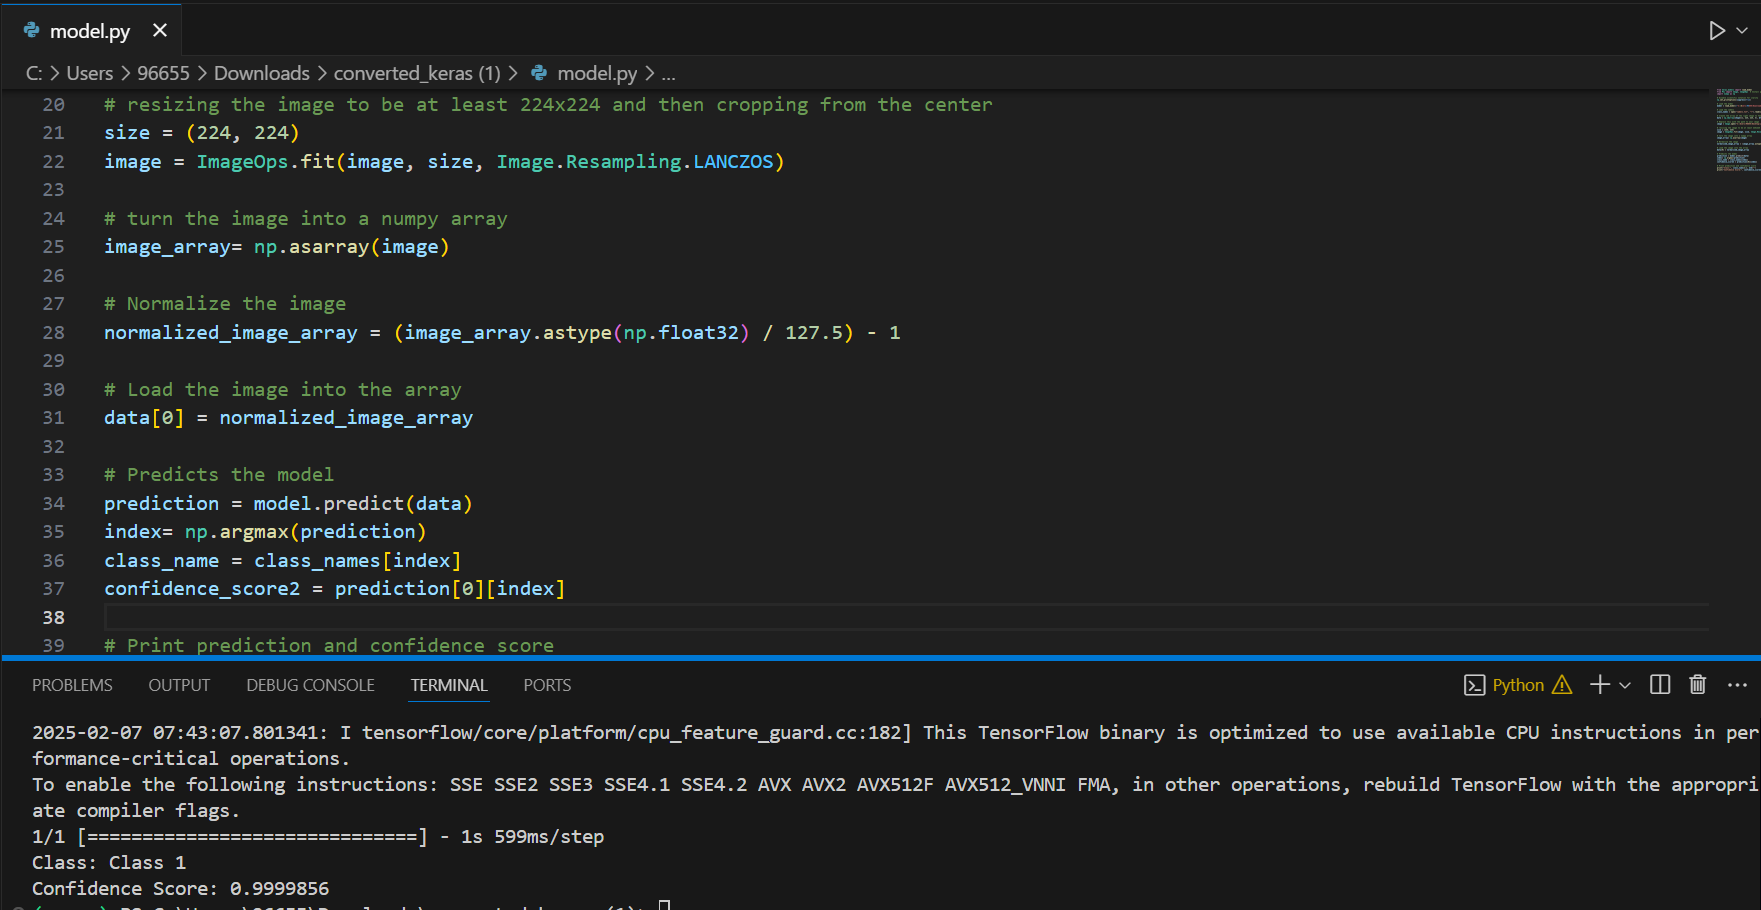 model.py
C: > Users > 96655 > Downloads > converted_keras (1) > model.py > ...
20 # resizing the image to be at least 224x224 and then cropping from the center
21 size = (224, 224)
22 image = ImageOps.fit(image, size, Image.Resampling.LANCZOS)
23
24 # turn the image into a numpy array
25 image_array= np.asarray(image)
26
27 # Normalize the image
28 normalized_image_array = (image_array.astype(np.float32) / 127.5) - 1
29
30 # Load the image into the array
31 data[0] = normalized_image_array
32
33 # Predicts the model
34 prediction = model.predict(data)
35 index= np.argmax(prediction)
36 class_name = class_names[index]
37 confidence_score2 = prediction[0][index]
38
39 # Print prediction and confidence score
PROBLEMS OUTPUT DEBUG CONSOLE TERMINAL PORTS Python
2025-02-07 07:43:07.801341: I tensorflow/core/platform/cpu_feature_guard.cc:182] This TensorFlow binary is optimized to use available CPU instructions in per
formance-critical operations.
To enable the following instructions: SSE SSE2 SSE3 SSE4.1 SSE4.2 AVX AVX2 AVX512F AVX512_VNNI FMA, in other operations, rebuild TensorFlow with the appropri
ate compiler flags.
1/1 [==============================] - 1s 599ms/step
Class: Class 1
Confidence Score: 0.9999856